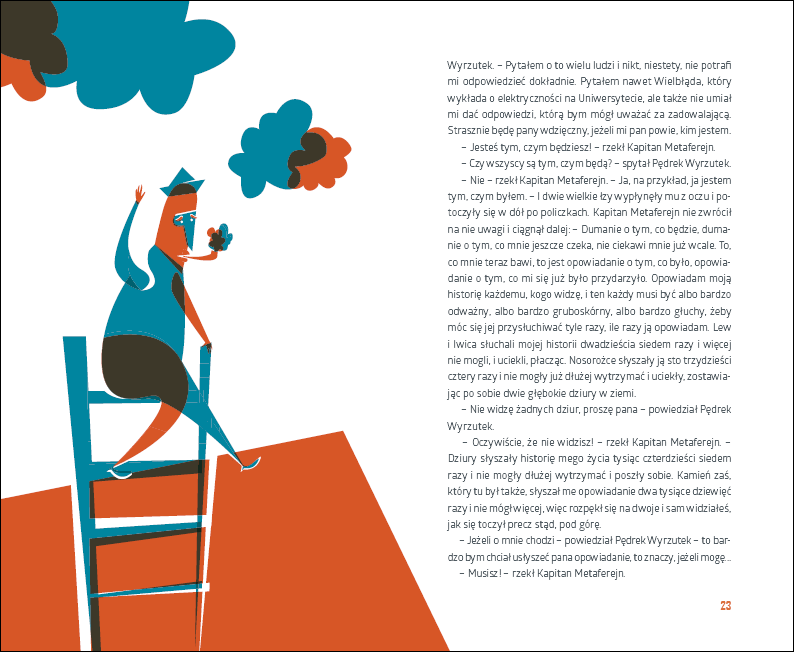 Wyrzutek. – Pytałem o to wielu ludzi i nikt, niestety, nie potrafi
mi odpowiedzieć dokładnie. Pytałem nawet Wielbłąda, który
wykłada o elektryczności na Uniwersytecie, ale także nie umiał
mi dać odpowiedzi, którą bym mógł uważać za zadowalającą.
Strasznie będę pany wdzięczny, jeżeli mi pan powie, kim jestem.
– Jesteś tym, czym będziesz! – rzekł Kapitan Metaferejn.
– Czy wszyscy są tym, czym będą? – spytał Pędrek Wyrzutek.
– Nie – rzekł Kapitan Metaferejn. – Ja, na przykład, ja jestem
tym, czym byłem. – I dwie wielkie łzy wypłynęły mu z oczu i po-
toczyły się w dół po policzkach. Kapitan Metaferejn nie zwrócił
na nie uwagi i ciągnął dalej: – Dumanie o tym, co będzie, duma-
nie o tym, co mnie jeszcze czeka, nie ciekawi mnie już wcale. To,
co mnie teraz bawi, to jest opowiadanie o tym, co było, opowia-
danie o tym, co mi się już było przydarzyło. Opowiadam moją
historię każdemu, kogo widzę, i ten każdy musi być albo bardzo
odważny, albo bardzo gruboskórny, albo bardzo głuchy, żeby
móc się jej przysłuchiwać tyle razy, ile razy ją opowiadam. Lew
i lwica słuchali mojej historii dwadzieścia siedem razy i więcej
nie mogli, i uciekli, płacząc. Nosorożce słyszały ją sto trzydzieści
cztery razy i nie mogły już dłużej wytrzymać i uciekły, zostawia-
jąc po sobie dwie głębokie dziury w ziemi.
– Nie widzę żadnych dziur, proszę pana – powiedział Pędrek
Wyrzutek.
– Oczywiście, że nie widzisz! – rzekł Kapitan Metaferejn. –
Dziury słyszały historię mego życia tysiąc czterdzieści siedem
razy i nie mogły dłużej wytrzymać i poszły sobie. Kamień zaś,
który tu był także, słyszał me opowiadanie dwa tysiące dziewięć
razy i nie mógł więcej, więc rozpękł się na dwoje i sam widziałeś,
jak się toczył precz stąd, pod górę.
– Jeżeli o mnie chodzi – powiedział Pędrek Wyrzutek – to bar-
dzo bym chciał usłyszeć pana opowiadanie, to znaczy, jeżeli mogę...
– Musisz! – rzekł Kapitan Metaferejn.
23